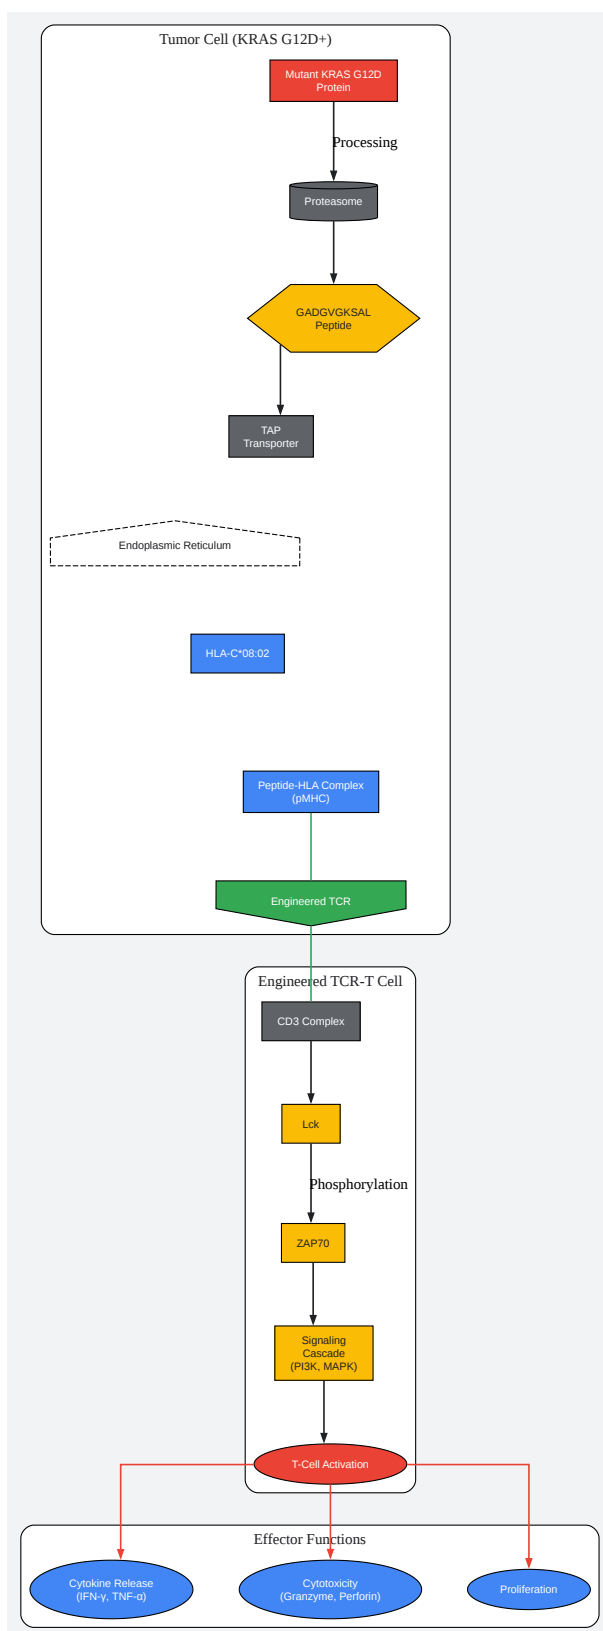 Tumor Cell (KRAS G12D+)
Mutant KRAS G12D
Protein
Processing
Proteasome
GADGVGKSAL
Peptide
TAP
Transporter
Endoplasmic Reticulum
HLA-C*08:02
Peptide-HLA Complex
(pMHC)
Engineered TCR
Engineered TCR-T Cell
CD3 Complex
Lck
Phosphorylation
ZAP70
Signaling
Cascade
(PI3K, MAPK)
T-Cell Activation
Effector Functions
Cytokine Release
(IFN-γ, TNF-α)
Cytotoxicity
(Granzyme, Perforin)
Proliferation